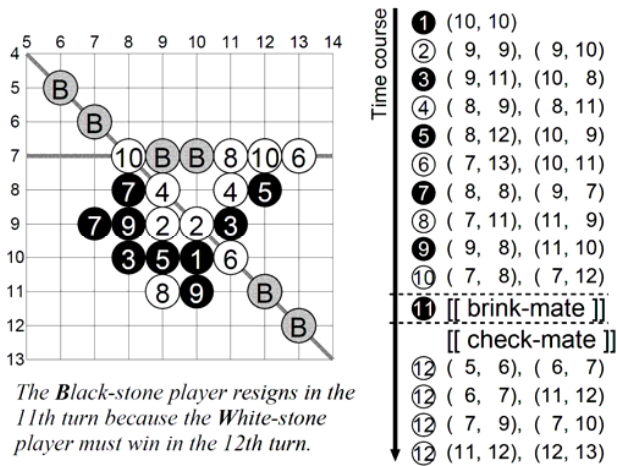 5 6 7 8 9 10 11 12 13 14
4
5 B
6 B
7 10 B B 8 10 6
8 7 4 4 5
9 7 9 2 2 3
10 3 5 1 6
11 8 9 B
12 B
13
The Black-stone player resigns in the
11th turn because the White-stone
player must win in the 12th turn.
Time course
1 (10, 10)
2 ( 9, 9), ( 9, 10)
3 ( 9, 11), (10, 8)
4 ( 8, 9), ( 8, 11)
5 ( 8, 12), (10, 9)
6 ( 7, 13), (10, 11)
7 ( 8, 8), ( 9, 7)
8 ( 7, 11), (11, 9)
9 ( 9, 8), (11, 10)
10 ( 7, 8), ( 7, 12)
11 [[ brink-mate ]]
[[ check-mate ]]
12 ( 5, 6), ( 6, 7)
12 ( 6, 7), (11, 12)
12 ( 7, 9), ( 7, 10)
12 (11, 12), (12, 13)